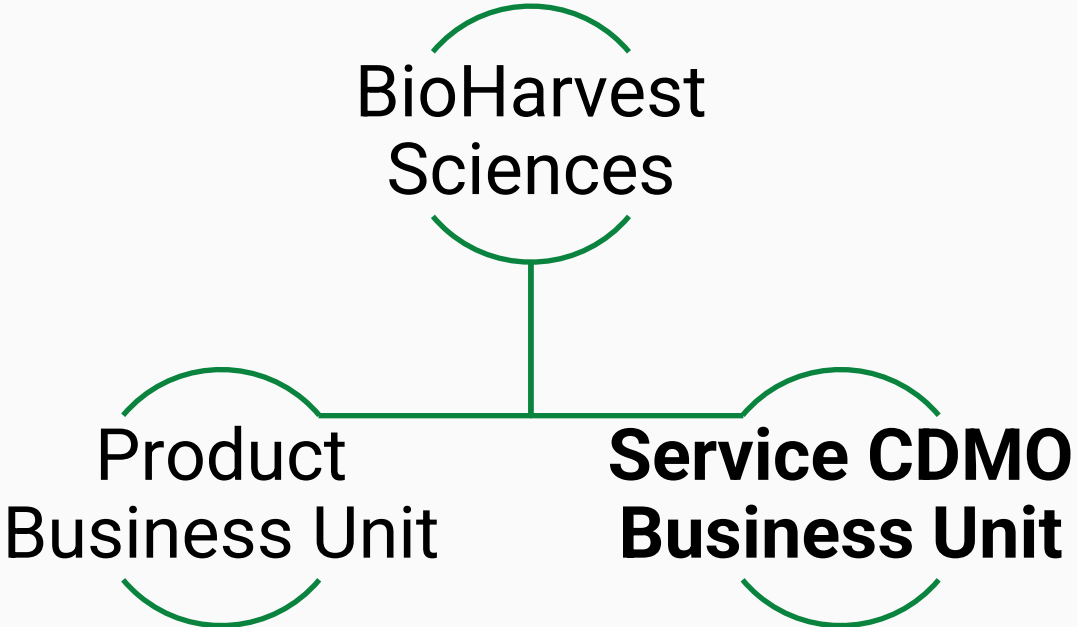 BioHarvest
Sciences
Product
Business Unit
Service CDMO
Business Unit